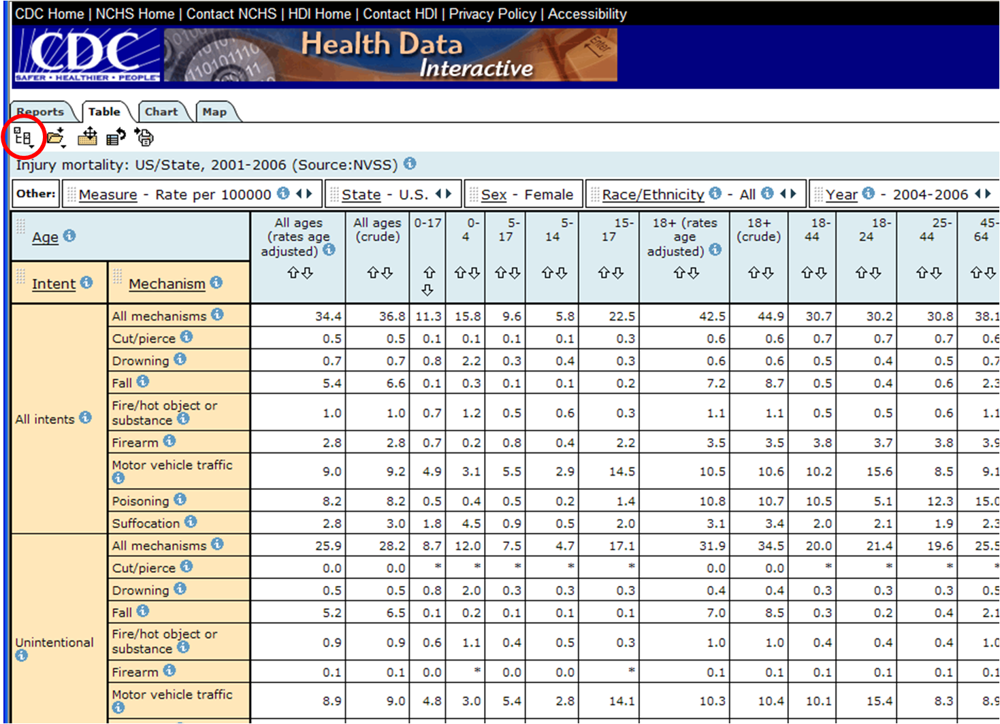 CDC Home | NCHS Home | Contact NCHS | HDI Home | Contact HDI | Privacy Policy | Accessibility
CDC
SAFER • HEALTHIER • PEOPLE™
Health Data
Interactive
Enter
Reports Table Chart Map
Injury mortality: US/State, 2001-2006 (Source:NVSS)
Other: Measure - Rate per 100000 State - U.S. Sex - Female Race/Ethnicity - All Year - 2004-2006
Age All ages (rates age adjusted) All ages (crude) 0-17 0-4 5-17 5-14 15-17 18+ (rates age adjusted) 18+ (crude) 18-44 18-24 25-44 45-64
Intent Mechanism
All intents
All mechanisms 34.4 36.8 11.3 15.8 9.6 5.8 22.5 42.5 44.9 30.7 30.2 30.8 38.1
Cut/pierce 0.5 0.5 0.1 0.1 0.1 0.1 0.3 0.6 0.6 0.7 0.7 0.7 0.6
Drowning 0.7 0.7 0.8 2.2 0.3 0.4 0.3 0.6 0.6 0.5 0.4 0.5 0.7
Fall 5.4 6.6 0.1 0.3 0.1 0.1 0.2 7.2 8.7 0.5 0.4 0.6 2.3
Fire/hot object or substance 1.0 1.0 0.7 1.2 0.5 0.6 0.3 1.1 1.1 0.5 0.5 0.6 1.1
Firearm 2.8 2.8 0.7 0.2 0.8 0.4 2.2 3.5 3.5 3.8 3.7 3.8 3.9
Motor vehicle traffic 9.0 9.2 4.9 3.1 5.5 2.9 14.5 10.5 10.6 10.2 15.6 8.5 9.1
Poisoning 8.2 8.2 0.5 0.4 0.5 0.2 1.4 10.8 10.7 10.5 5.1 12.3 15.0
Suffocation 2.8 3.0 1.8 4.5 0.9 0.5 2.0 3.1 3.4 2.0 2.1 1.9 2.3
Unintentional
All mechanisms 25.9 28.2 8.7 12.0 7.5 4.7 17.1 31.9 34.5 20.0 21.4 19.6 25.5
Cut/pierce 0.0 0.0 * * * * * 0.0 0.0 * * * *
Drowning 0.5 0.5 0.8 2.0 0.3 0.3 0.3 0.4 0.4 0.3 0.3 0.3 0.5
Fall 5.2 6.5 0.1 0.2 0.1 0.1 0.1 7.0 8.5 0.3 0.2 0.4 2.1
Fire/hot object or substance 0.9 0.9 0.6 1.1 0.4 0.5 0.3 1.0 1.0 0.4 0.4 0.4 1.0
Firearm 0.1 0.1 0.0 * 0.0 0.0 * 0.1 0.1 0.1 0.1 0.1 0.1
Motor vehicle traffic 8.9 9.0 4.8 3.0 5.4 2.8 14.1 10.3 10.4 10.1 15.4 8.3 8.9